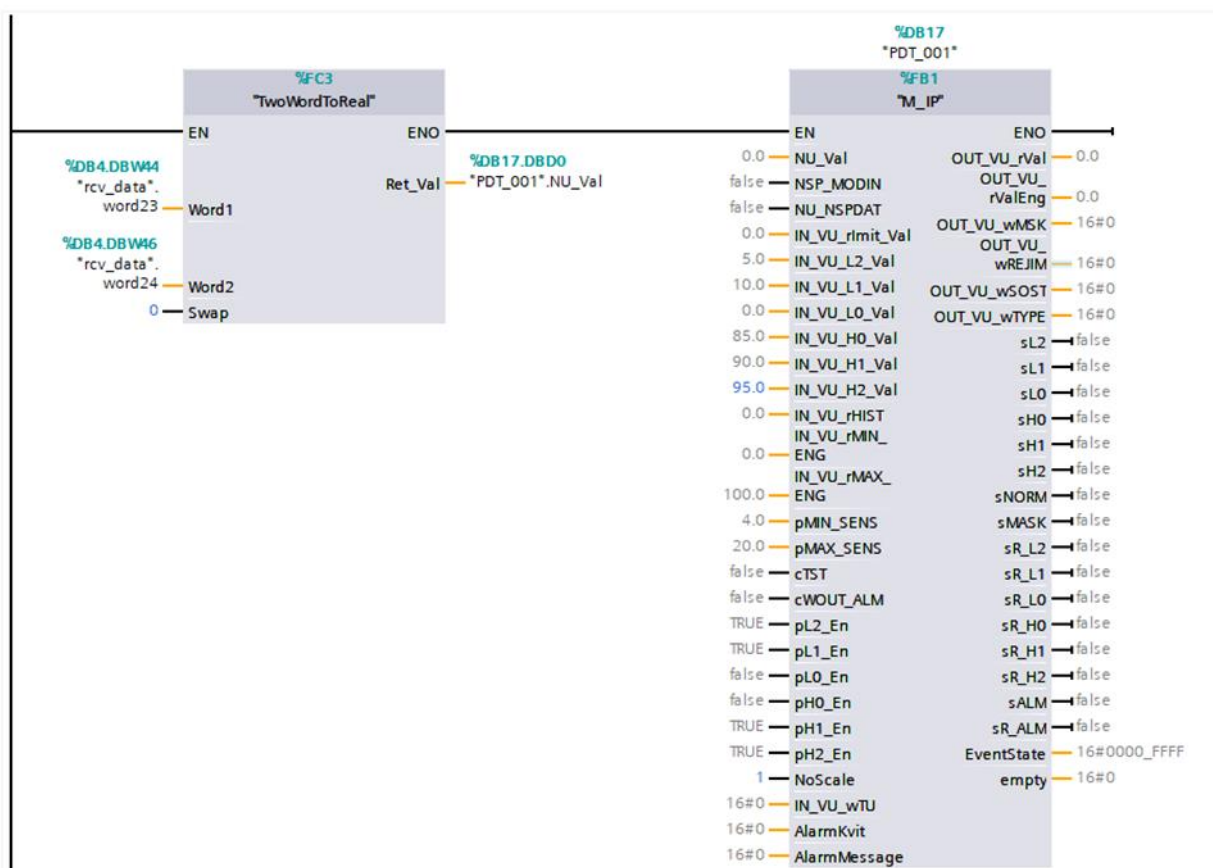 %DB17
"PDT_001"
%FC3
"TwoWordToReal"
%FB1
"M_IP"
EN ENO
%DB4.DBW44
"rcv_data".
word23
Word1
%DB4.DBW46
"rcv_data".
word24
Word2
0 Swap
Ret_Val
%DB17.DBD0
"PDT_001".NU_Val
EN ENO
0.0 NU_Val OUT_VU_rVal 0.0
false NSP_MODIN OUT_VU_
rValEng 0.0
false NU_NSPDAT
0.0 IN_VU_rImit_Val OUT_VU_wMSK 16#0
5.0 IN_VU_L2_Val OUT_VU_
wREJIM 16#0
10.0 IN_VU_L1_Val OUT_VU_wSOST 16#0
0.0 IN_VU_L0_Val OUT_VU_wTYPE 16#0
85.0 IN_VU_H0_Val sL2 false
90.0 IN_VU_H1_Val sL1 false
95.0 IN_VU_H2_Val sL0 false
0.0 IN_VU_rHIST sH0 false
IN_VU_rMIN_
0.0 ENG sH1 false
IN_VU_rMAX_ sH2 false
100.0 ENG sNORM false
4.0 pMIN_SENS sMASK false
20.0 pMAX_SENS sR_L2 false
false cTST sR_L1 false
false cWOUT_ALM sR_L0 false
TRUE pL2_En sR_H0 false
TRUE pL1_En sR_H1 false
false pL0_En sR_H2 false
false pH0_En sALM false
TRUE pH1_En sR_ALM false
TRUE pH2_En EventState 16#0000_FFFF
1 NoScale empty 16#0
16#0 IN_VU_wTU
16#0 AlarmKvit
16#0 AlarmMessage